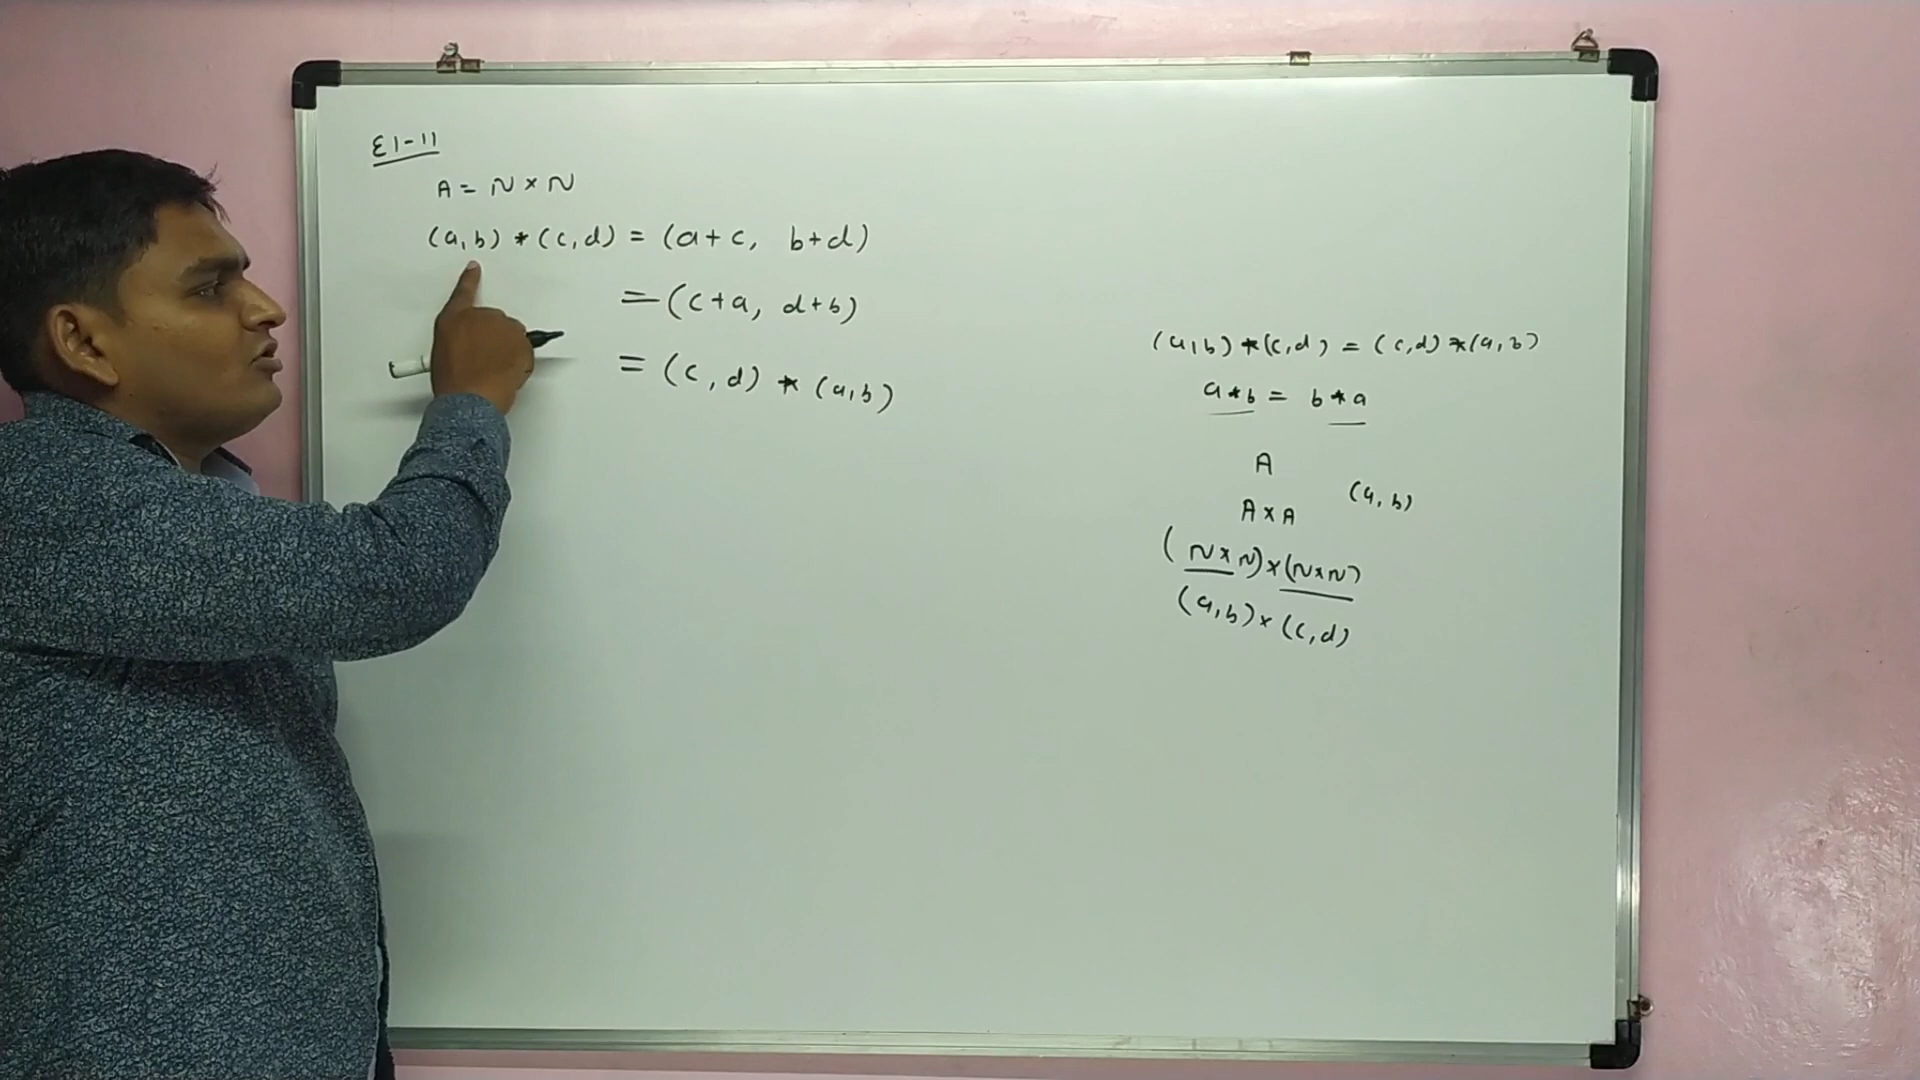 E1-11
A = N × N
(a,b) * (c,d) = (a+c, b+d)
= (c+a, d+b)
= (c,d) * (a,b)
(a,b) * (c,d) = (c,d) * (a,b)
a*b = b*a
A
(a,b)
A×A
(N×N)×(N×N)
(a,b)×(c,d)